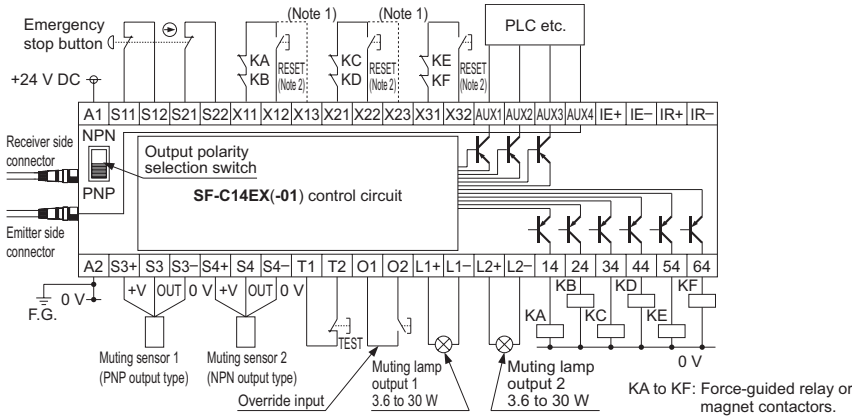 Emergency
stop button
(Note 1)
(Note 1)
PLC etc.
+24 V DC
KA
KB
RESET
(Note 2)
KC
KD
RESET
(Note 2)
KE
KF
RESET
(Note 2)
A1 S11 S12 S21 S22 X11 X12 X13 X21 X22 X23 X31 X32 AUX1 AUX2 AUX3 AUX4 IE+ IE– IR+ IR–
Receiver side
connector
NPN
PNP
Output polarity
selection switch
SF-C14EX(-01) control circuit
Emitter side
connector
A2 S3+ S3 S3– S4+ S4 S4– T1 T2 O1 O2 L1+ L1– L2+ L2– 14 24 34 44 54 64
F.G.
0 V
+V OUT 0 V
+V OUT 0 V
TEST
KA
KB
KC
KD
KE
KF
0 V
Muting sensor 1
(PNP output type)
Muting sensor 2
(NPN output type)
Override input
Muting lamp
output 1
3.6 to 30 W
Muting lamp
output 2
3.6 to 30 W
KA to KF: Force-guided relay or
magnet contactors.